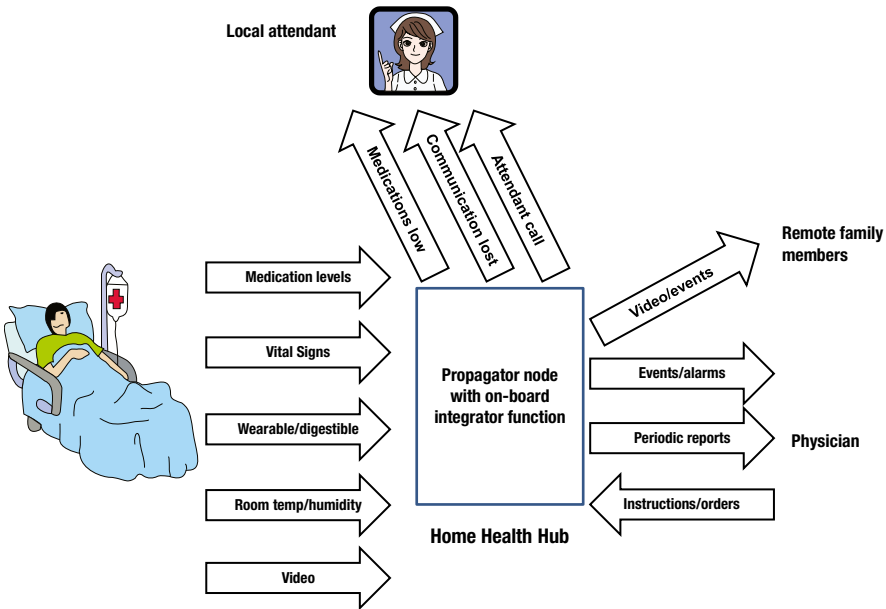 Local attendant
Medications low
Communication lost
Attendant call
Remote family
members
Video/events
Medication levels
Vital Signs
Wearable/digestible
Room temp/humidity
Video
Propagator node
with on-board
integrator function
Events/alarms
Periodic reports
Physician
Instructions/orders
Home Health Hub